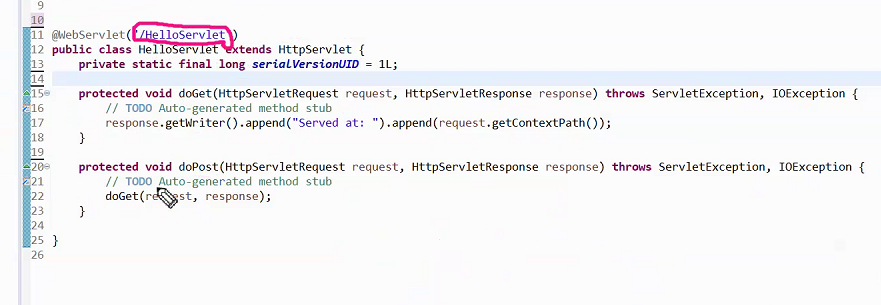 9
10
11 @WebServlet("/HelloServlet")
12 public class HelloServlet extends HttpServlet {
13 private static final long serialVersionUID = 1L;
14
15 protected void doGet(HttpServletRequest request, HttpServletResponse response) throws ServletException, IOException {
16 // TODO Auto-generated method stub
17 response.getWriter().append("Served at: ").append(request.getContextPath());
18 }
19
20 protected void doPost(HttpServletRequest request, HttpServletResponse response) throws ServletException, IOException {
21 // TODO Auto-generated method stub
22 doGet(request, response);
23 }
24
25 }
26